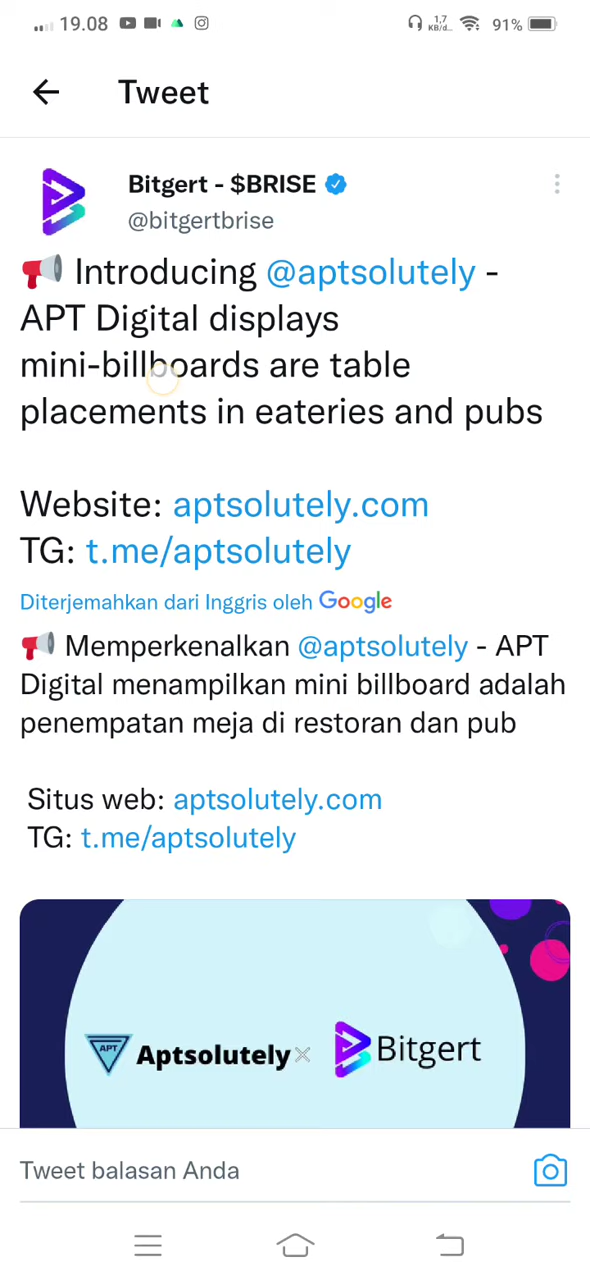 19.08 1,7 KB/d... 91%
Tweet
Bitgert - $BRISE
@bitgertbrise
Introducing @aptsolutely -
APT Digital displays
mini-billboards are table
placements in eateries and pubs
Website: aptsolutely.com
TG: t.me/aptsolutely
Diterjemahkan dari Inggris oleh Google
Memperkenalkan @aptsolutely - APT
Digital menampilkan mini billboard adalah
penempatan meja di restoran dan pub
Situs web: aptsolutely.com
TG: t.me/aptsolutely
APT Aptsolutely Bitgert
Tweet balasan Anda